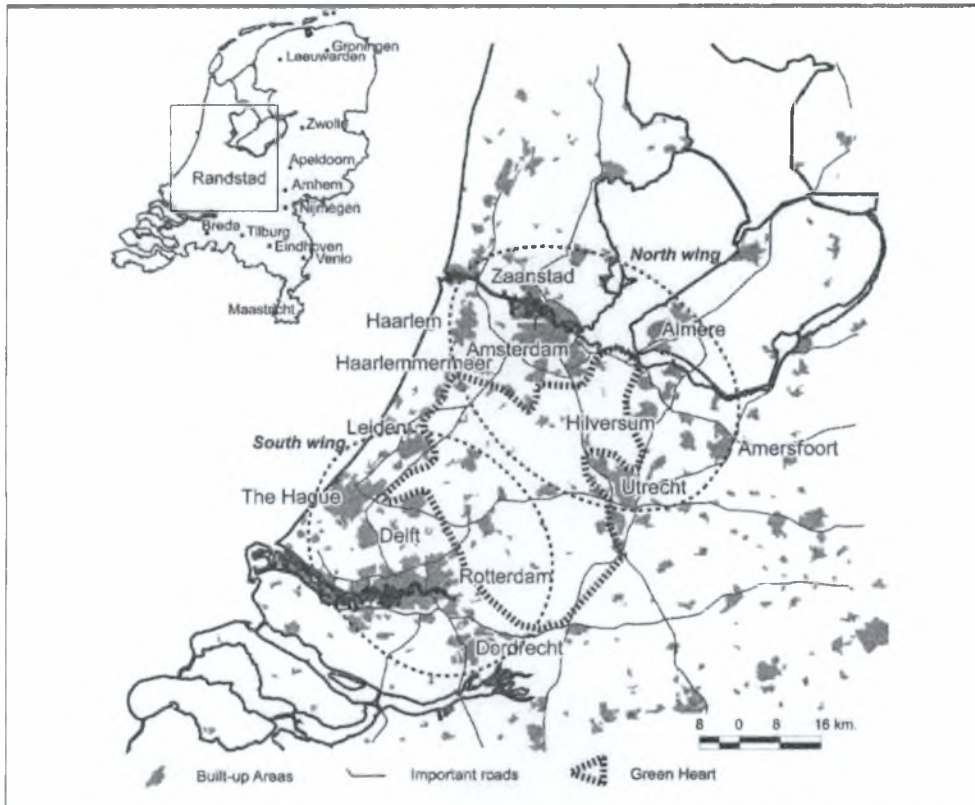 Groningen
Leeuwarden
Zwolle
Apeldoorn
Randstad
Arnhem
Nijmegen
Breda
Tilburg
Eindhoven
Venlo
Maastricht
North wing
Zaanstad
Haarlem
Almere
Amsterdam
Haarlemmermeer
Leiden
Hilversum
South wing
Amersfoort
The Hague
Utrecht
Delft
Rotterdam
Dordrecht
8 0 8 16 km.
Built-up Areas
Important roads
Green Heart